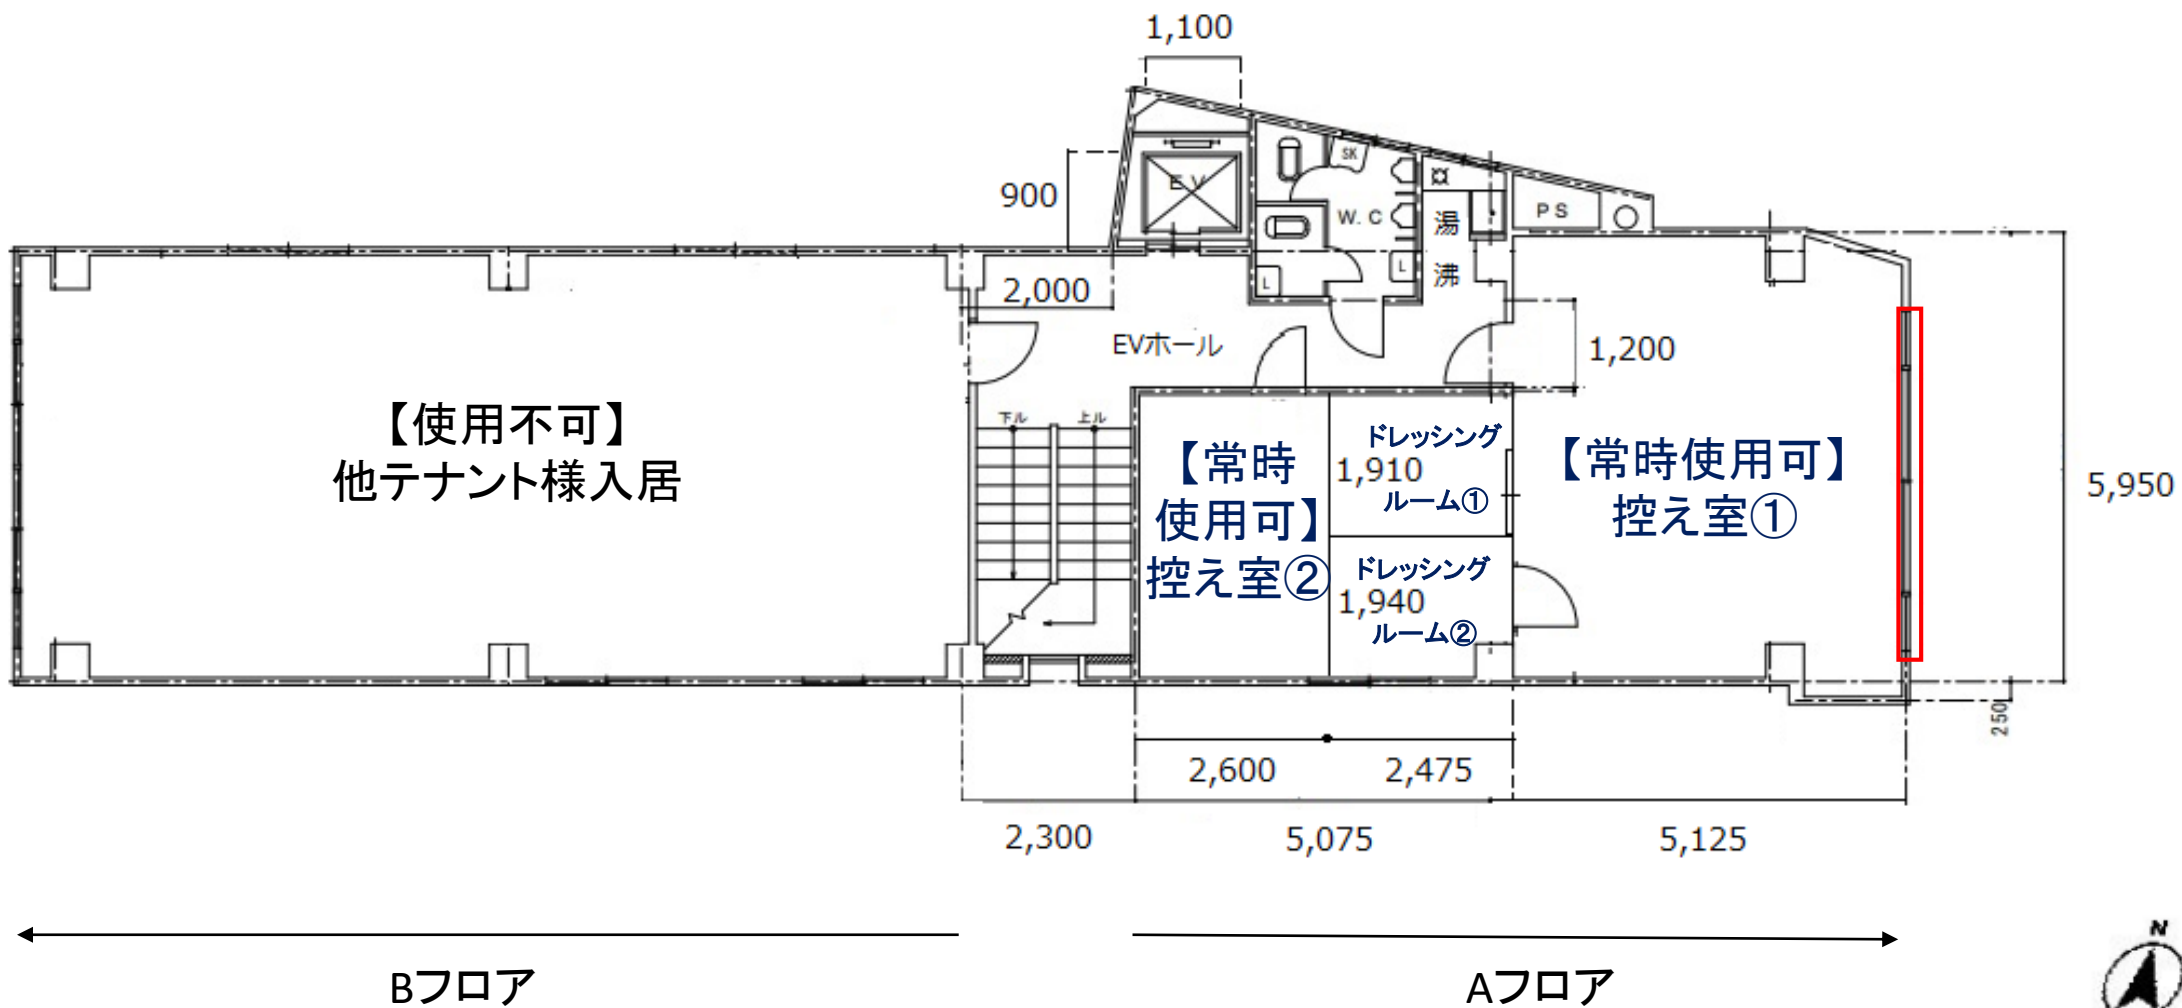 1,100
900
EV
SK
W.C
L
L
湯
沸
PS
2,000
EVホール
1,200
【使用不可】
他テナント様入居
下ル
上ル
【常時
使用可】
控え室②
ドレッシング
1,910
ルーム①
ドレッシング
1,940
ルーム②
【常時使用可】
控え室①
5,950
250
2,600
2,475
2,300
5,075
5,125
Bフロア
Aフロア
N